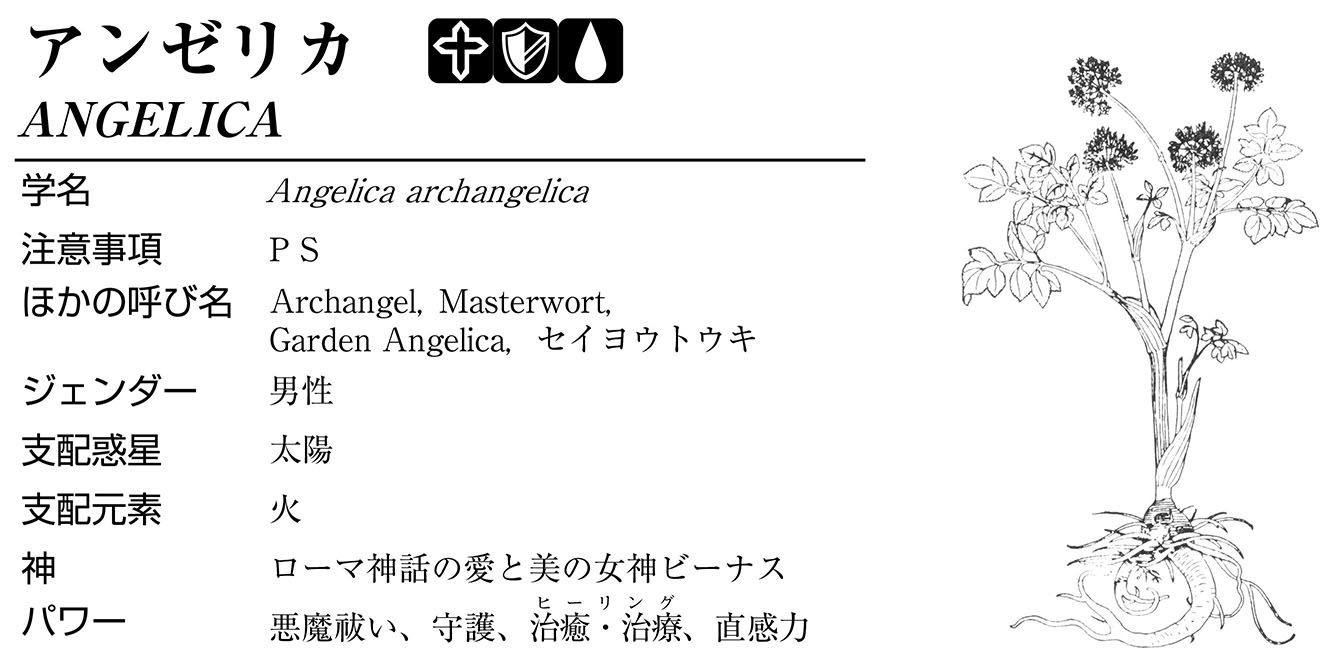 アンゼリカ
ANGELICA
学名 Angelica archangelica
注意事項 P S
ほかの呼び名 Archangel, Masterwort,
Garden Angelica, セイヨウトウキ
ジェンダー 男性
支配惑星 太陽
支配元素 火
神 ローマ神話の愛と美の女神ビーナス
ヒーリング
パワー 悪魔祓い、守護、治癒・治療、直感力